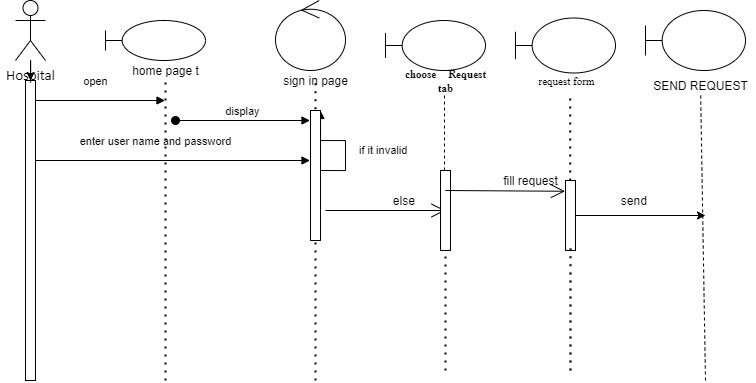 Hospital
home page t
sign in page
choose Request
tab
request form
SEND REQUEST
open
display
enter user name and password
if it invalid
fill request
else
send